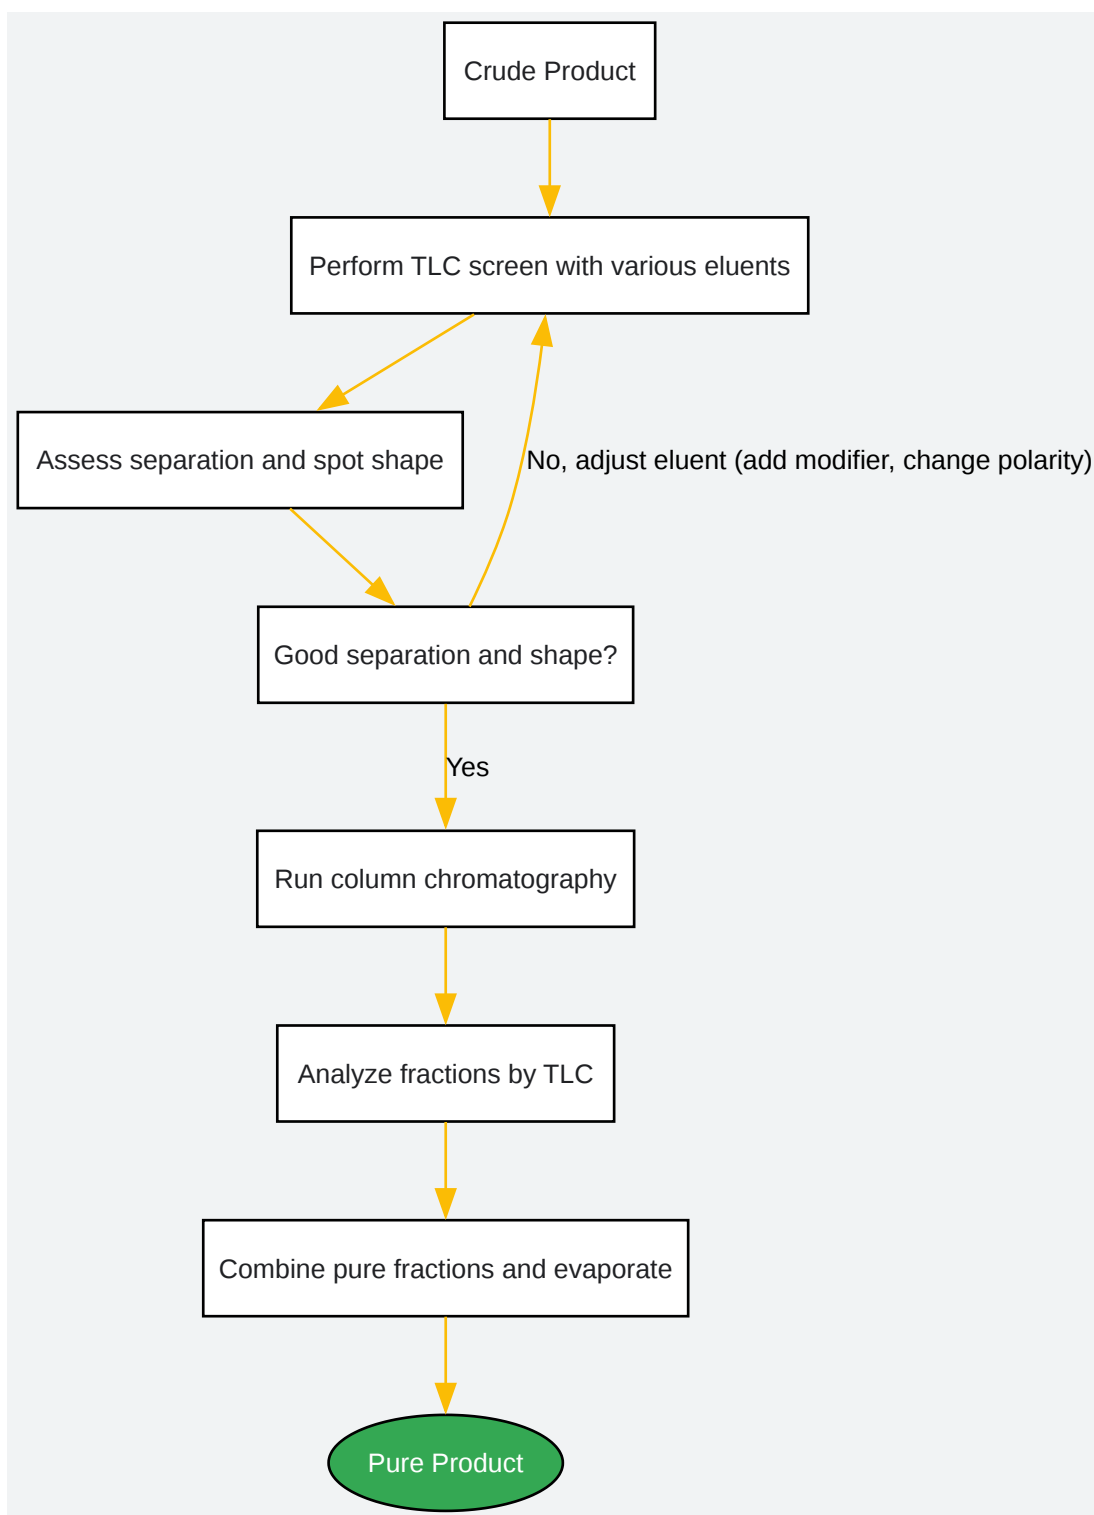 Crude Product
Perform TLC screen with various eluents
Assess separation and spot shape
No, adjust eluent (add modifier, change polarity)
Good separation and shape?
Yes
Run column chromatography
Analyze fractions by TLC
Combine pure fractions and evaporate
Pure Product